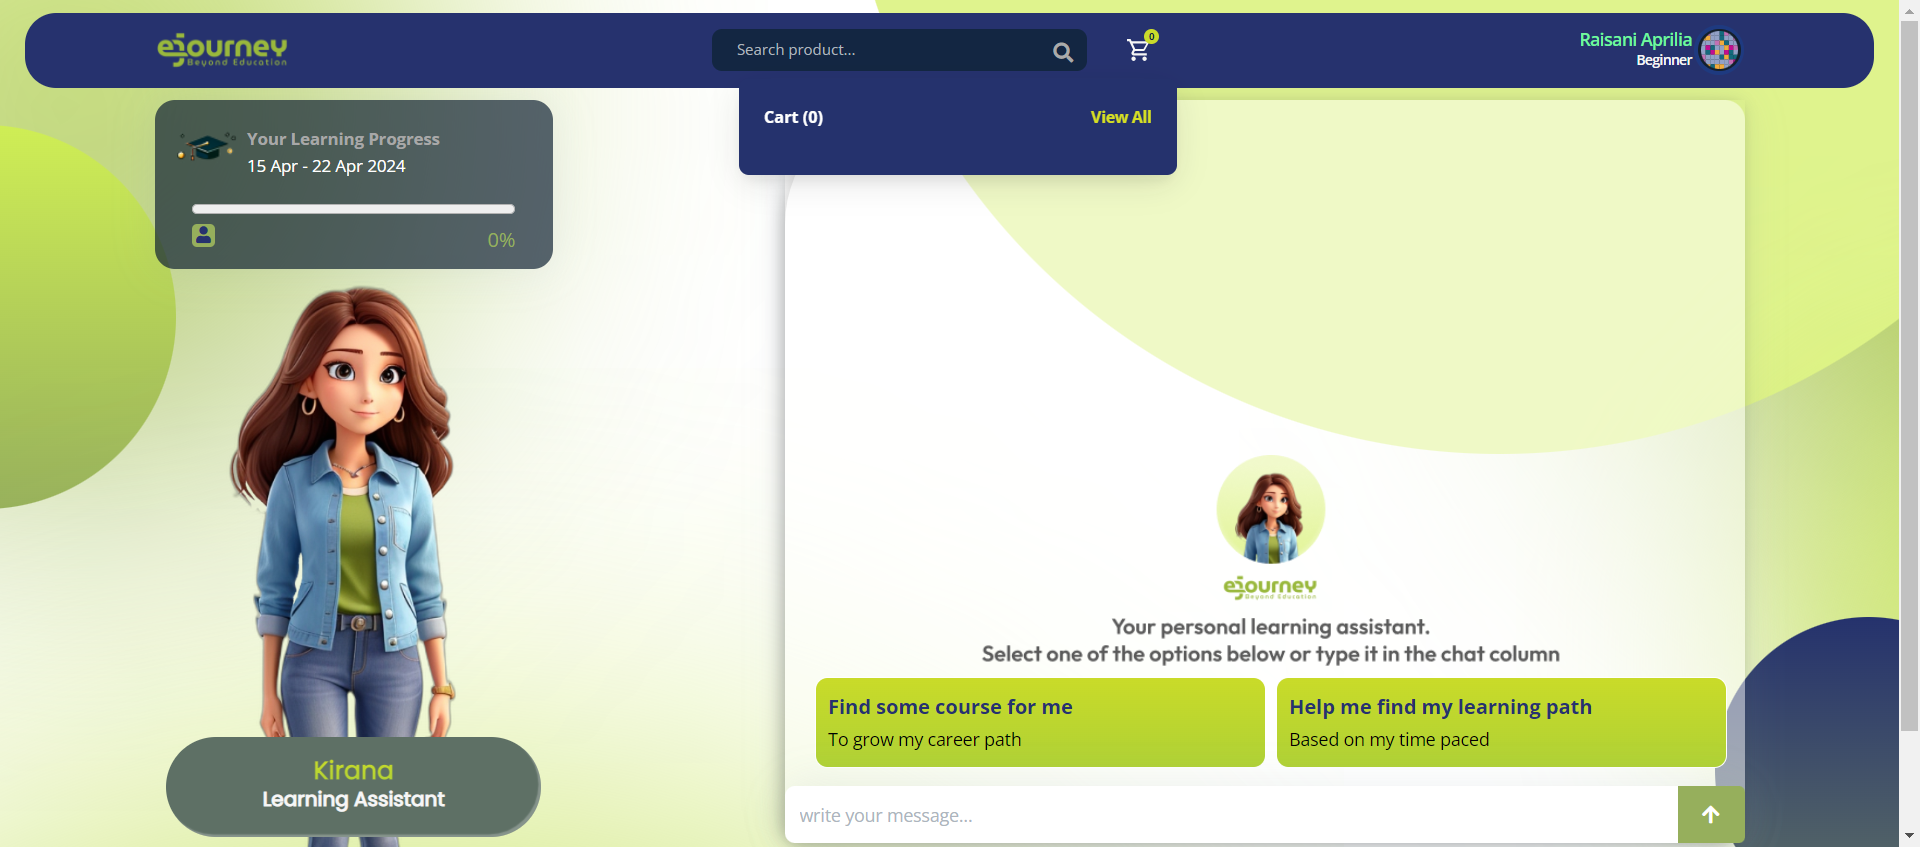 ejourney
Beyond Education
Search product...
0
Raisani Aprilia
Beginner
Cart (0)
View All
Your Learning Progress
15 Apr - 22 Apr 2024
0%
Kirana
Learning Assistant
ejourney
Beyond Education
Your personal learning assistant.
Select one of the options below or type it in the chat column
Find some course for me
To grow my career path
Help me find my learning path
Based on my time paced
write your message...